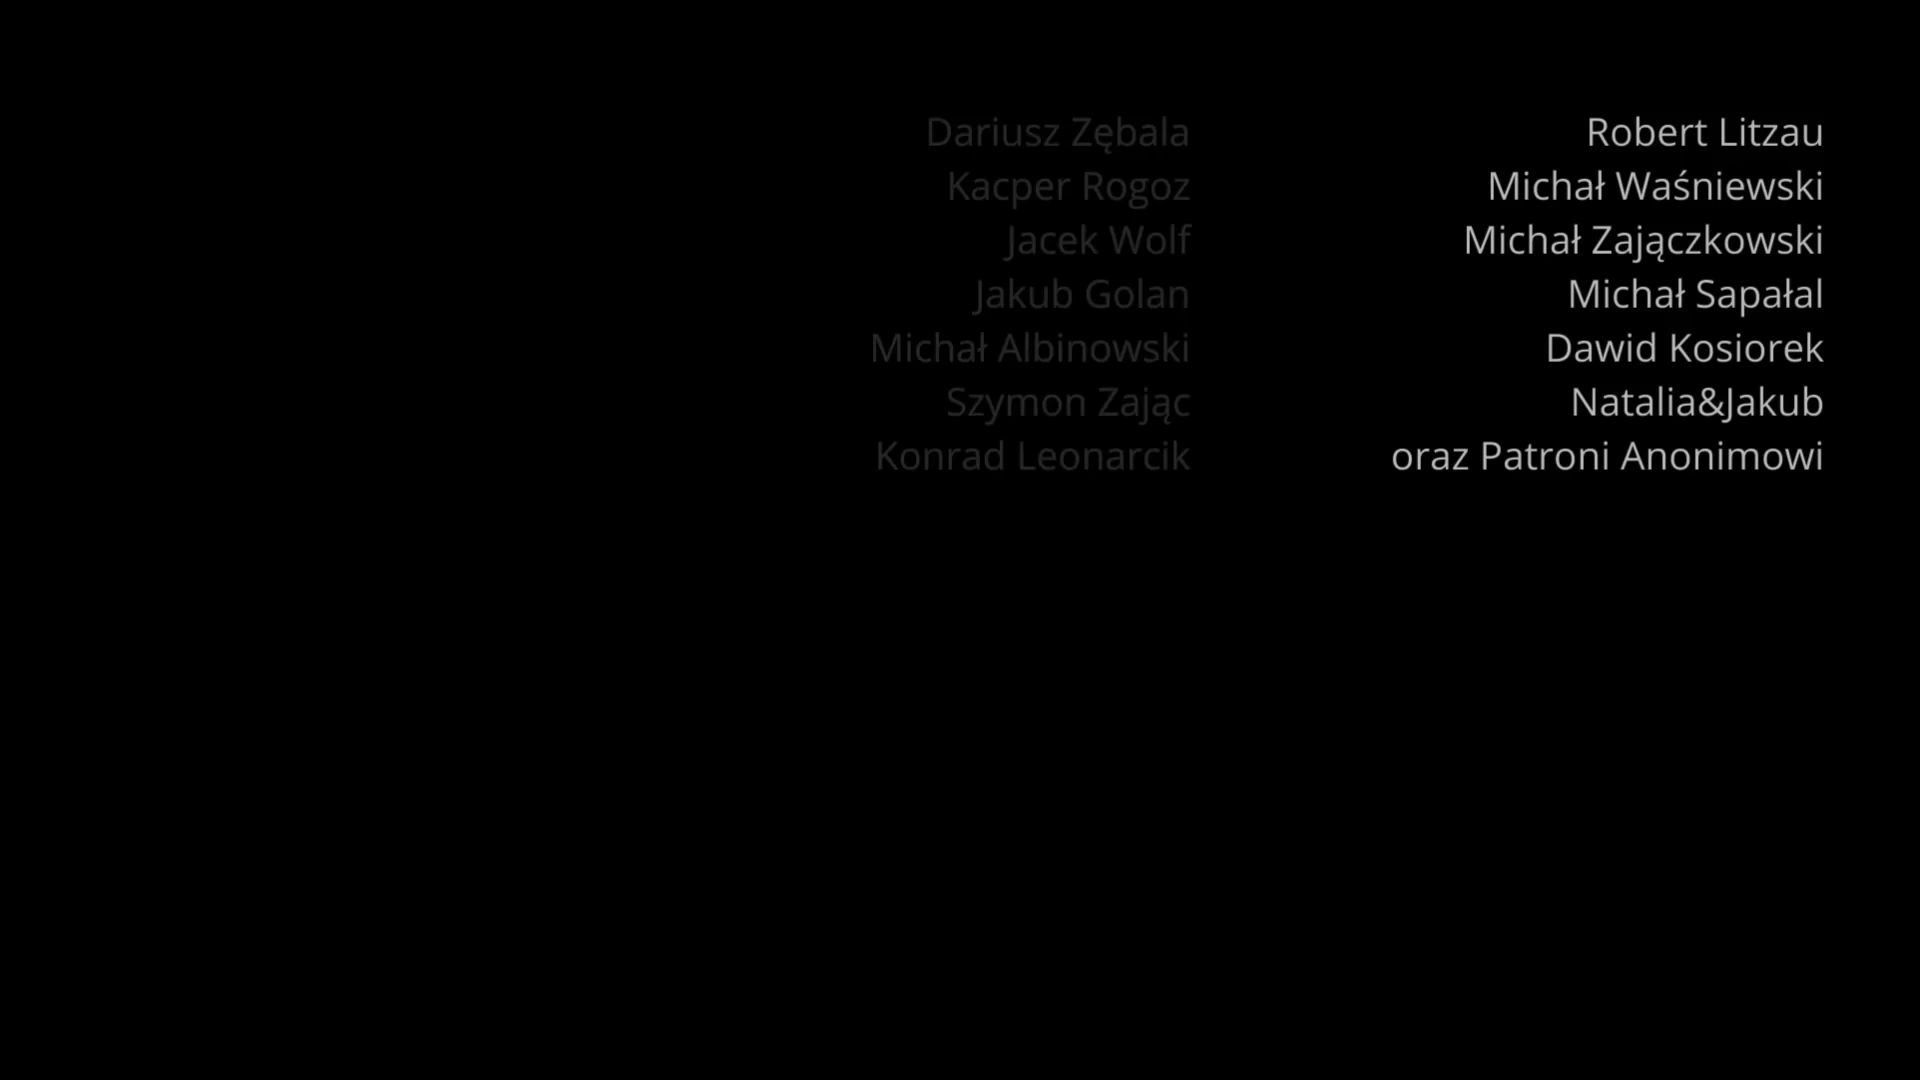 Dariusz Zębala
Kacper Rogoz
Jacek Wolf
Jakub Golan
Michał Albinowski
Szymon Zając
Konrad Leonarcik
Robert Litzau
Michał Waśniewski
Michał Zajączkowski
Michał Sapałal
Dawid Kosiorek
Natalia&Jakub
oraz Patroni Anonimowi